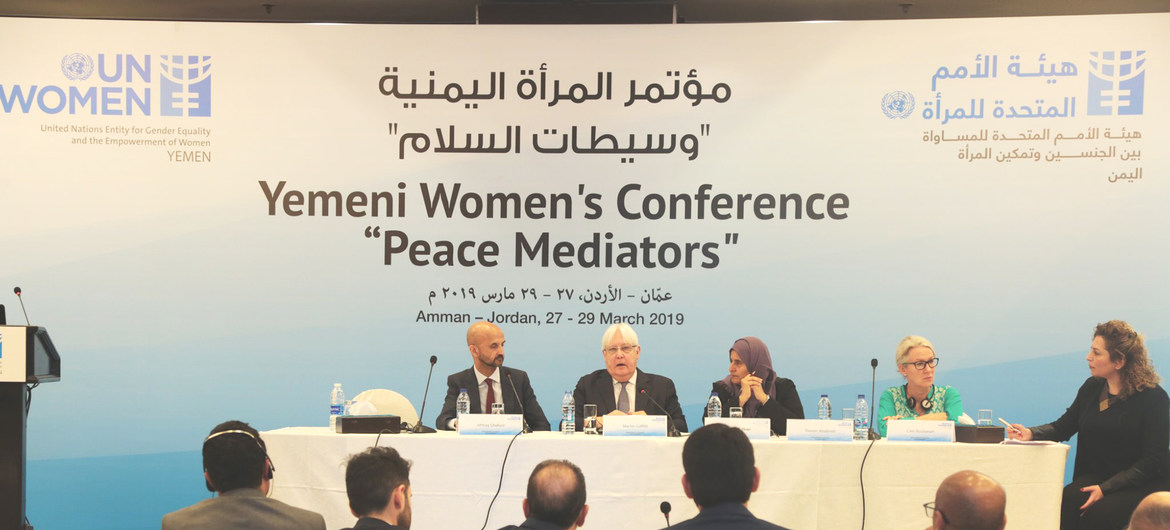 UN
WOMEN
United Nations Entity for Gender Equality
and the Empowerment of Women
YEMEN
مؤتمر المرأة اليمنية
"وسيطات السلام"
Yemeni Women's Conference
“Peace Mediators"
عمّان – الأردن، ٢٧ – ٢٩ مارس ٢٠١٩ م
Amman – Jordan, 27 - 29 March 2019
هيئة الأمم
المتحدة للمرأة
هيئة الأمم المتحدة للمساواة
بين الجنسين وتمكين المرأة
اليمن